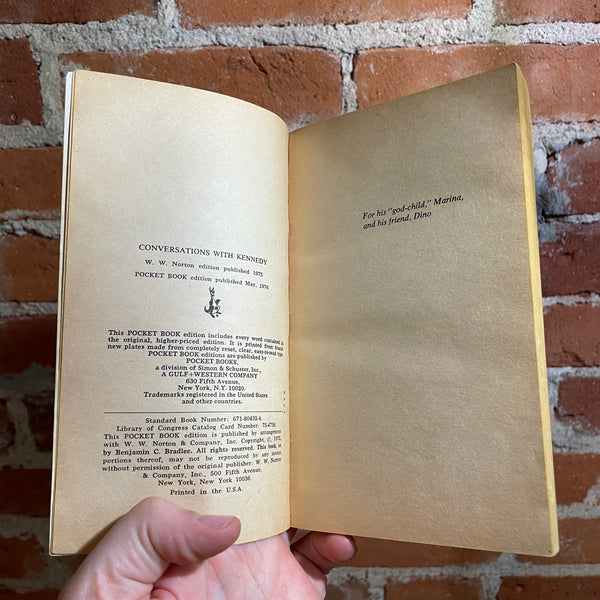 CONVERSATIONS WITH KENNEDY
W. W. Norton edition published 1975
POCKET BOOK edition published May, 1976
This POCKET BOOK edition includes every word contained in
the original, higher-priced edition. It is printed from brand-
new plates made from completely reset, clear, easy-to-read type.
POCKET BOOK editions are published by
POCKET BOOKS,
a division of Simon & Schuster, Inc.,
A GULF+WESTERN COMPANY
630 Fifth Avenue,
New York, N.Y. 10020.
Trademarks registered in the United States
and other countries.
Standard Book Number: 671-80432-4.
Library of Congress Catalog Card Number: 75-6736.
This POCKET BOOK edition is published by arrangement
with W. W. Norton & Company, Inc. Copyright, ©, 1975,
by Benjamin C. Bradlee. All rights reserved. This book, or
portions thereof, may not be reproduced by any means
without permission of the original publisher: W. W. Norton
& Company, Inc., 500 Fifth Avenue,
New York, New York 10036.
Printed in the U.S.A.
For his "god-child," Marina,
and his friend, Dino